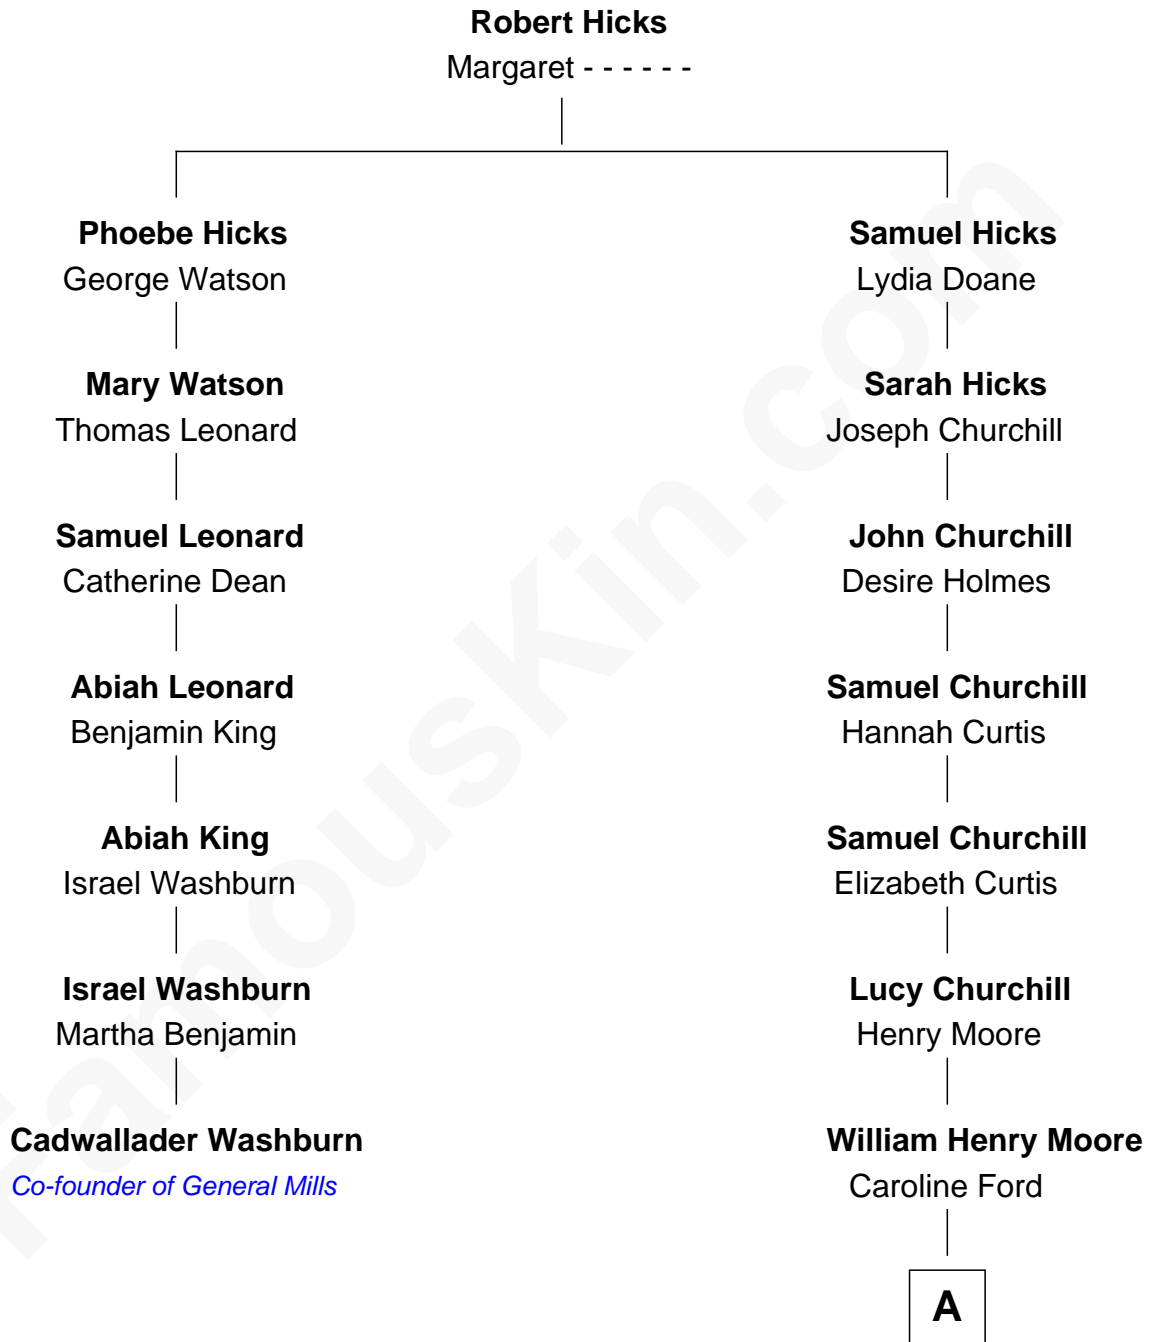 Robert Hicks
Margaret - - - - - -
Phoebe Hicks
George Watson
Samuel Hicks
Lydia Doane
Mary Watson
Thomas Leonard
Sarah Hicks
Joseph Churchill
Samuel Leonard
Catherine Dean
John Churchill
Desire Holmes
Abiah Leonard
Benjamin King
Samuel Churchill
Hannah Curtis
Abiah King
Israel Washburn
Samuel Churchill
Elizabeth Curtis
Israel Washburn
Martha Benjamin
Lucy Churchill
Henry Moore
Cadwallader Washburn
Co-founder of General Mills
William Henry Moore
Caroline Ford
A
FamousKin.com